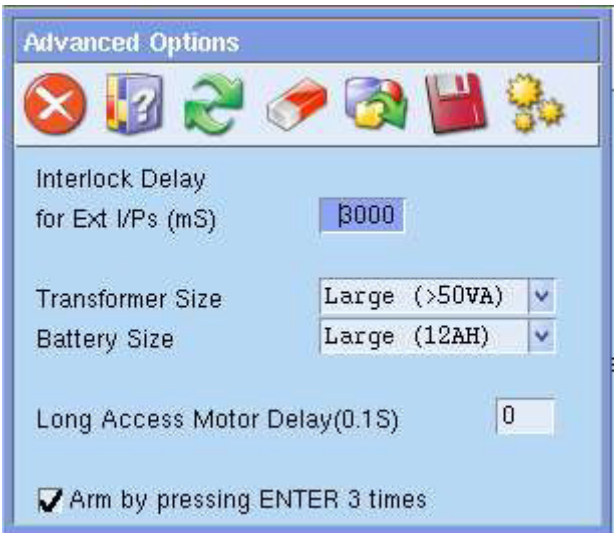 Advanced Options
Interlock Delay
for Ext I/Ps (mS) 3000
Transformer Size Large (>50VA)
Battery Size Large (12AH)
Long Access Motor Delay(0.1S) 0
Arm by pressing ENTER 3 times